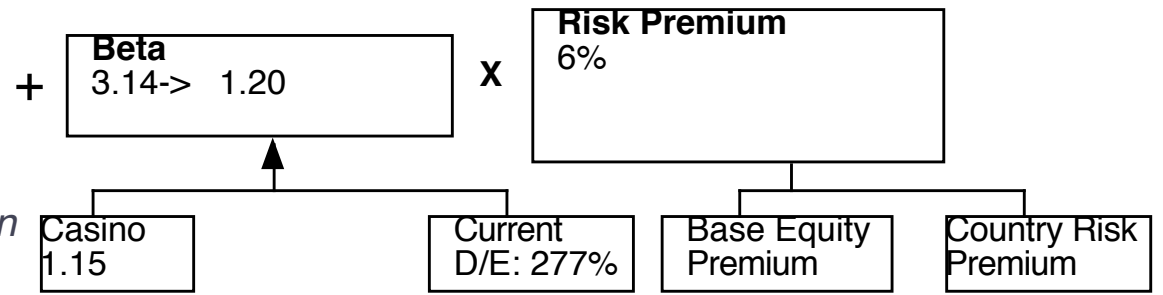 +
Beta
3.14-> 1.20
X
Risk Premium
6%
n
Casino
1.15
Current
D/E: 277%
Base Equity
Premium
Country Risk
Premium